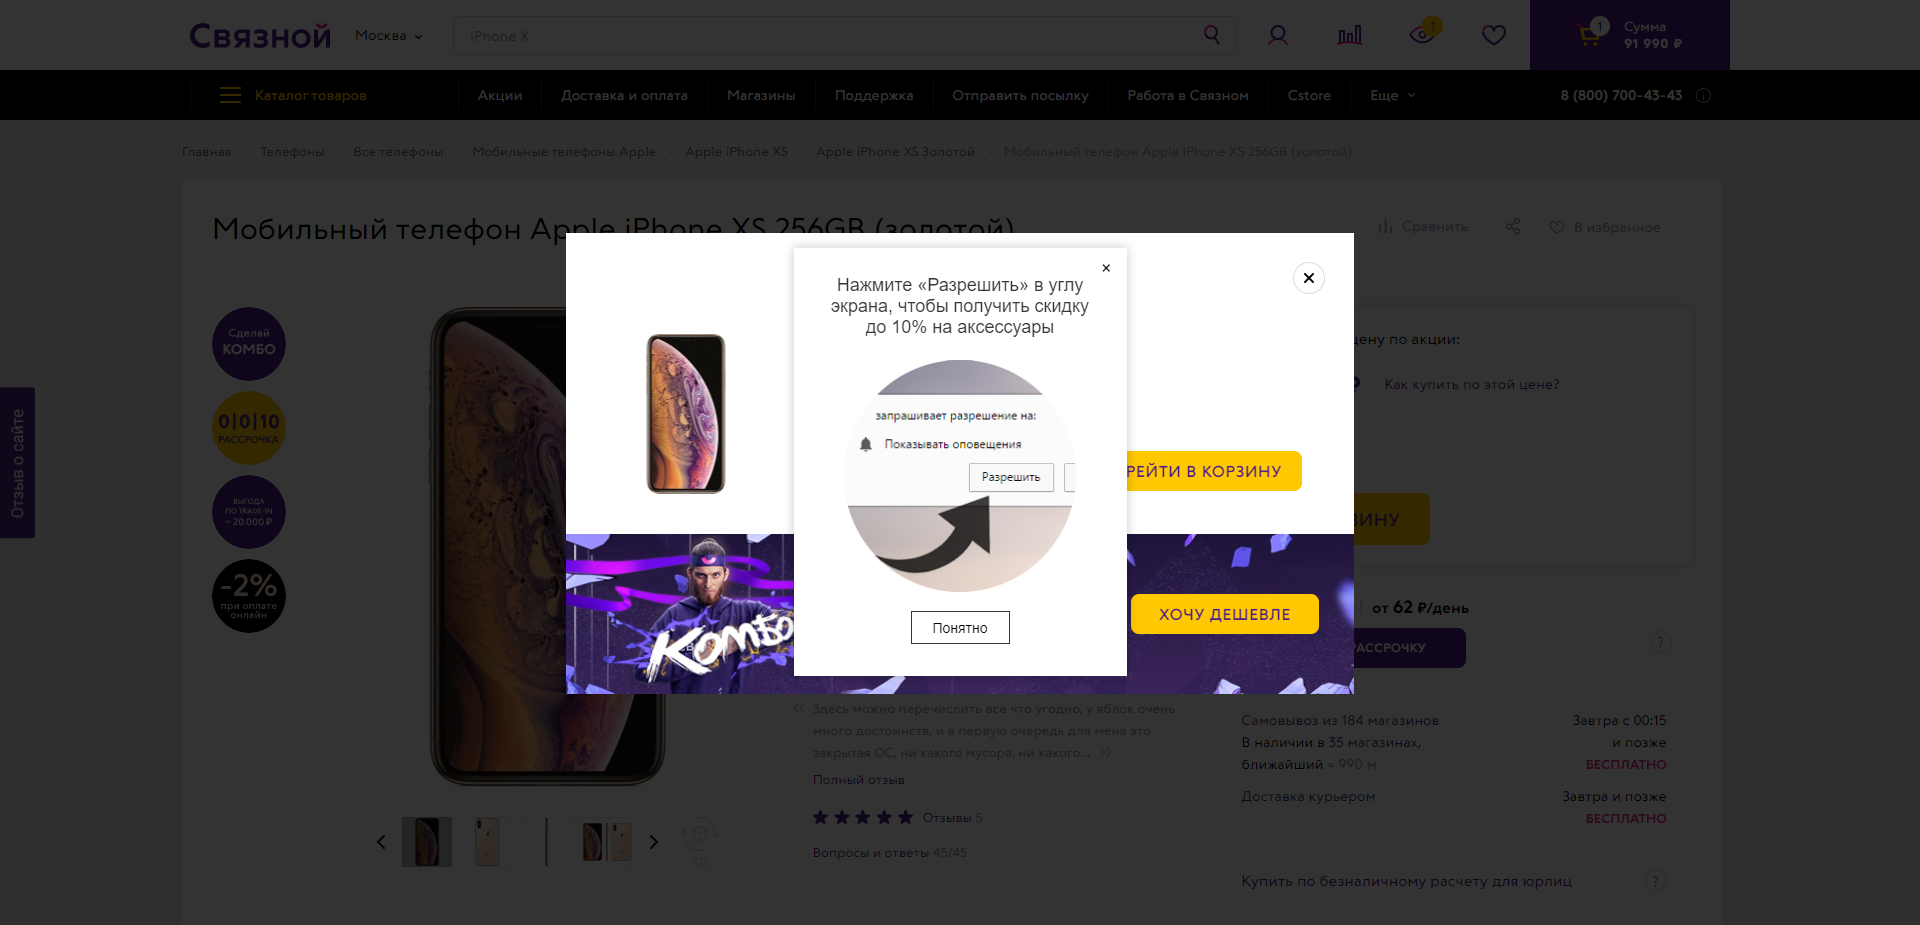 Связной
Москва
iPhone X
1
1
Сумма
91 990 ₽
Каталог товаров
Акции
Доставка и оплата
Магазины
Поддержка
Отправить посылку
Работа в Связном
Cstore
Еще
8 (800) 700-43-43
Главная
Телефоны
Все телефоны
Мобильные телефоны Apple
Apple iPhone XS
Apple iPhone XS Золотой
Мобильный телефон Apple iPhone XS 256GB (золотой)
Мобильный телефон Apple iPhone XS 256GB (золотой)
Сравнить
В избранное
Отзыв о сайте
Сделай
КОМБО
0|0|10
РАССРОЧКА
ВЫГОДА
ПО TRADE-IN
20 000 ₽
-2%
при оплате
онлайн
Нажмите «Разрешить» в углу
экрана, чтобы получить скидку
до 10% на аксессуары
запрашивает разрешение на:
Показывать оповещения
Разрешить
Понятно
РЕЙТИ В КОРЗИНУ
Комбо
ХОЧУ ДЕШЕВЛЕ
цену по акции:
Как купить по этой цене?
ЗИНУ
от 62 ₽/день
РАССРОЧКУ
?
Здесь можно перечислить все что угодно, у яблок очень
много достоинств, и в первую очередь для меня это
закрытая ОС, ни какого мусора, ни какого...
Полный отзыв
Отзывы 5
Вопросы и ответы 45/45
3D
Самовывоз из 184 магазинов
Завтра с 00:15
В наличии в 35 магазинах,
и позже
ближайший ≈ 990 м
БЕСПЛАТНО
Доставка курьером
Завтра и позже
БЕСПЛАТНО
Купить по безналичному расчету для юрлиц
?